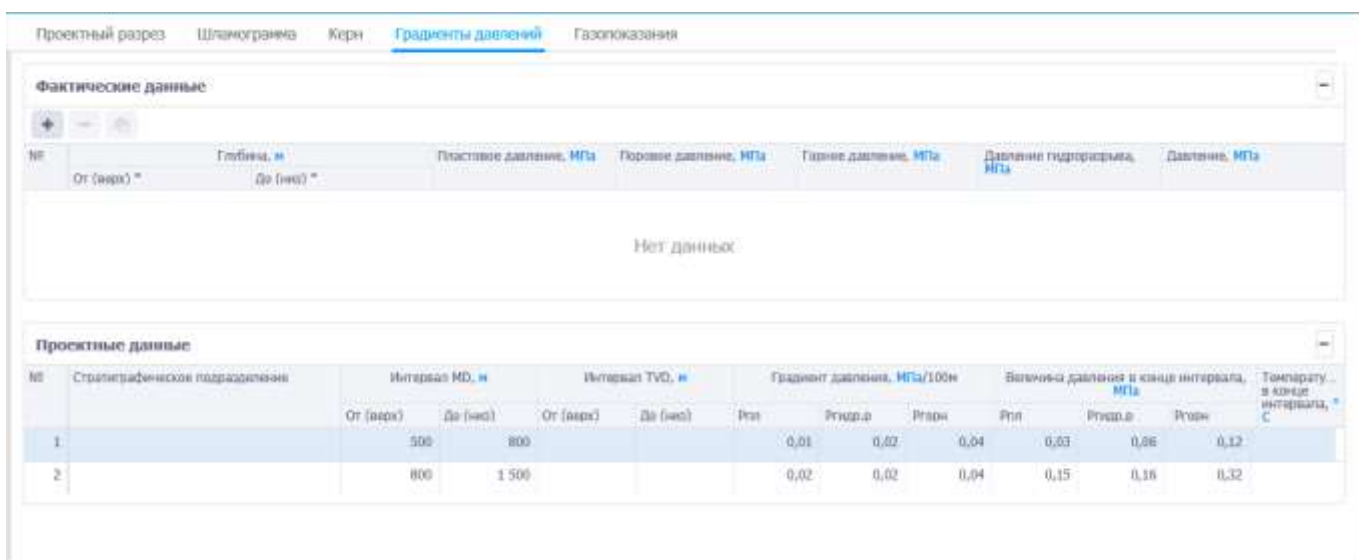 Проектный разрез Шламограмма Керн Градиенты давлений Газопоказания
Фактические данные
№ Глубина, м Пластовое давление, МПа Поровое давление, МПа Горное давление, МПа Давление гидроразрыва, МПа Давление, МПа
От (верх) * До (низ) *
Нет данных
Проектные данные
№ Стратиграфическое подразделение Интервал MD, м Интервал TVD, м Градиент давления, МПа/100м Величина давления в конце интервала, МПа Температу... в конце интервала, * С
От (верх) До (низ) От (верх) До (низ) Рпл Ргидр.р Ргорн Рпл Ргидр.р Ргорн
1 500 800 0,01 0,02 0,04 0,03 0,06 0,12
2 800 1 500 0,02 0,02 0,04 0,15 0,16 0,32